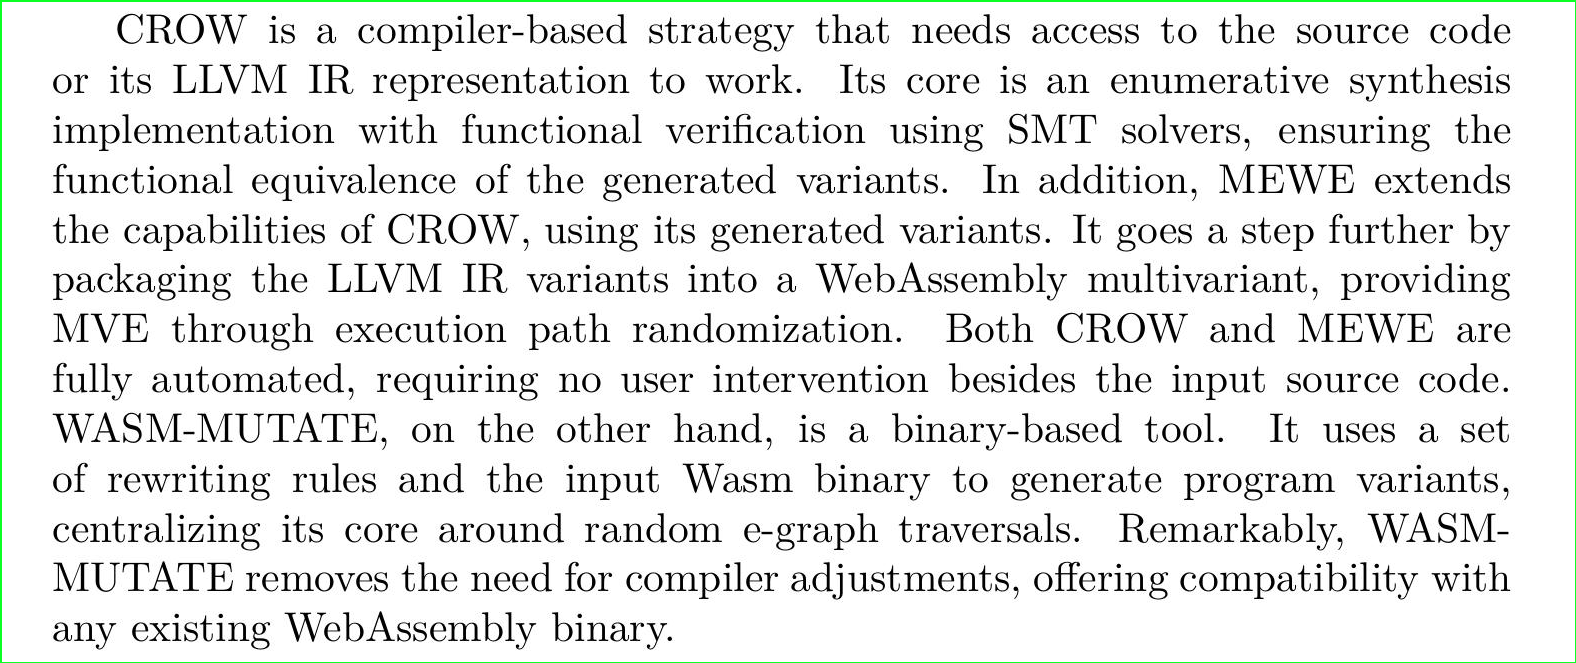 CROW is a compiler-based strategy that needs access to the source code
or its LLVM IR representation to work. Its core is an enumerative synthesis
implementation with functional verification using SMT solvers, ensuring the
functional equivalence of the generated variants. In addition, MEWE extends
the capabilities of CROW, using its generated variants. It goes a step further by
packaging the LLVM IR variants into a WebAssembly multivariant, providing
MVE through execution path randomization. Both CROW and MEWE are
fully automated, requiring no user intervention besides the input source code.
WASM-MUTATE, on the other hand, is a binary-based tool. It uses a set
of rewriting rules and the input Wasm binary to generate program variants,
centralizing its core around random e-graph traversals. Remarkably, WASM-
MUTATE removes the need for compiler adjustments, offering compatibility with
any existing WebAssembly binary.